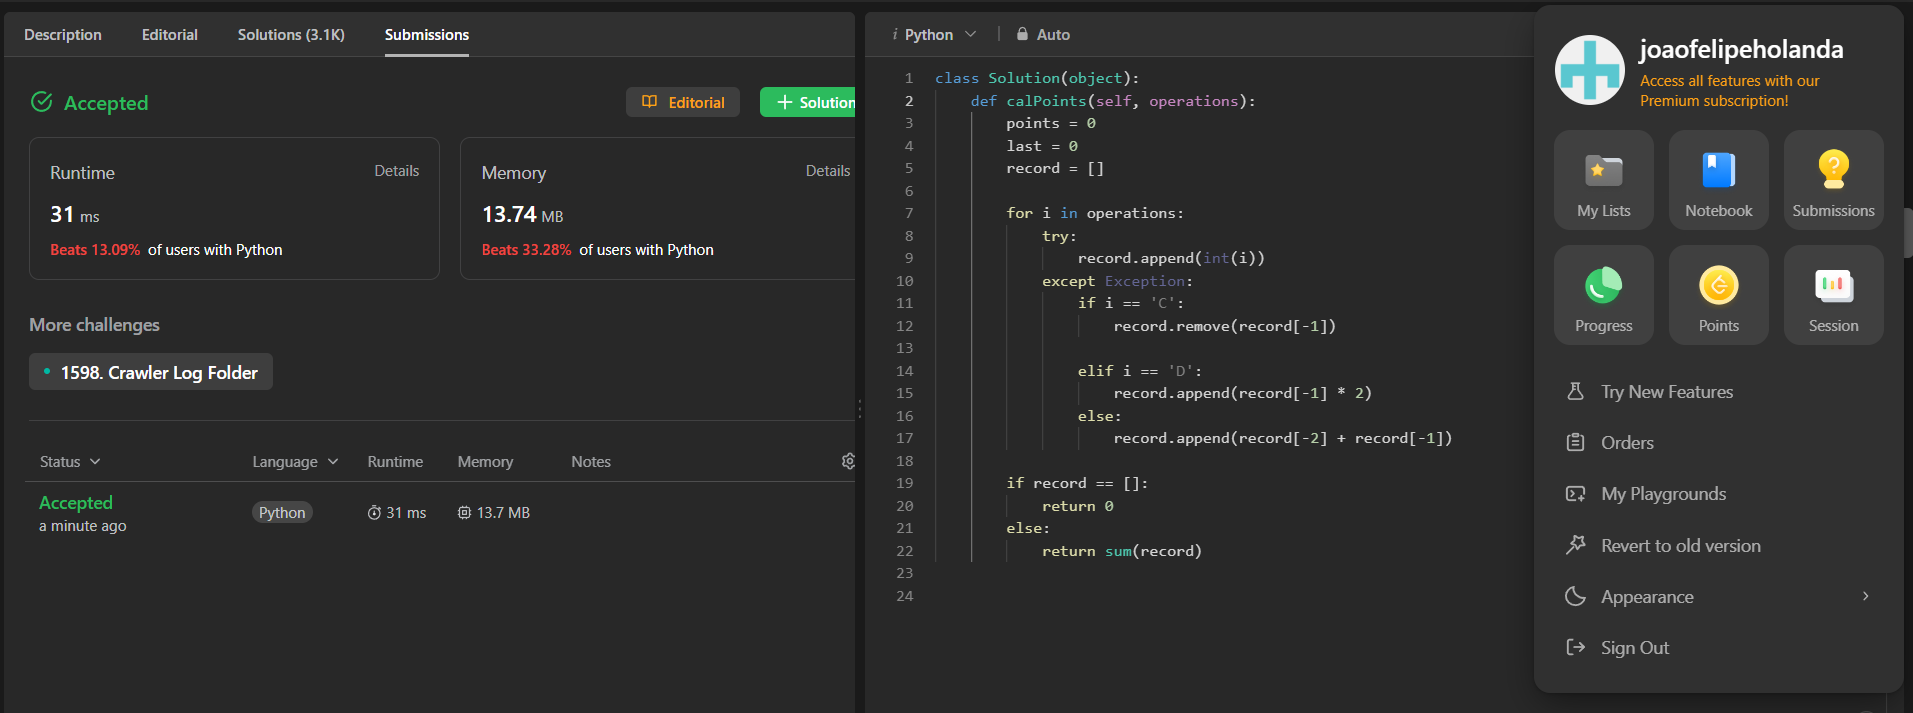 Description Editorial Solutions (3.1K) Submissions
Accepted
Editorial
+ Solution
Runtime Details
31 ms
Beats 13.09% of users with Python
Memory Details
13.74 MB
Beats 33.28% of users with Python
More challenges
1598. Crawler Log Folder
Status Language Runtime Memory Notes
Accepted
a minute ago
Python 31 ms 13.7 MB
i Python Auto
1 class Solution(object):
2 def calPoints(self, operations):
3 points = 0
4 last = 0
5 record = []
6
7 for i in operations:
8 try:
9 record.append(int(i))
10 except Exception:
11 if i == 'C':
12 record.remove(record[-1])
13
14 elif i == 'D':
15 record.append(record[-1] * 2)
16 else:
17 record.append(record[-2] + record[-1])
18
19 if record == []:
20 return 0
21 else:
22 return sum(record)
23
24
joaofelipeholanda
Access all features with our
Premium subscription!
My Lists Notebook Submissions
Progress Points Session
Try New Features
Orders
My Playgrounds
Revert to old version
Appearance
Sign Out